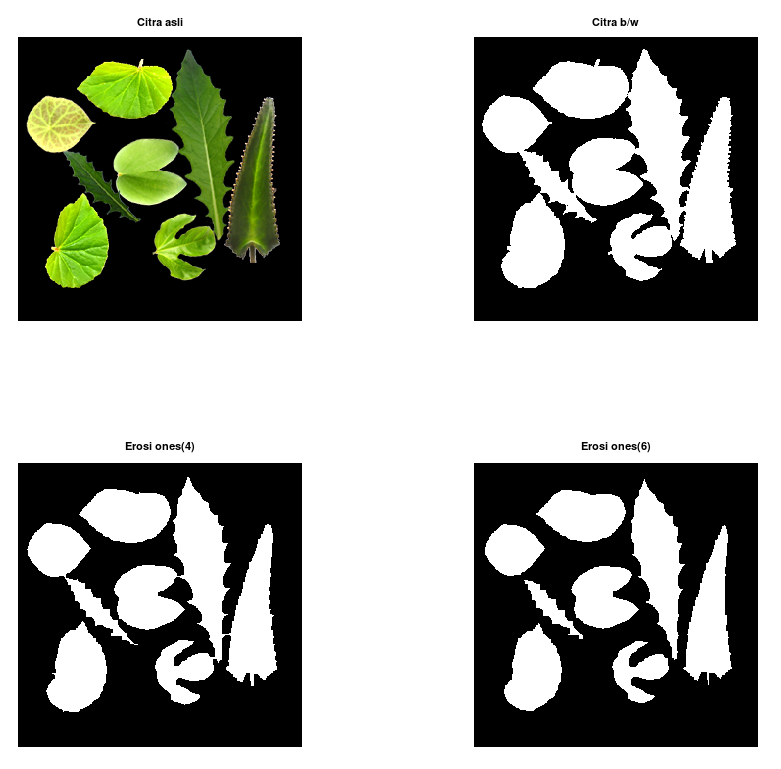 Citra asli
Citra b/w
Erosi ones(4)
Erosi ones(6)